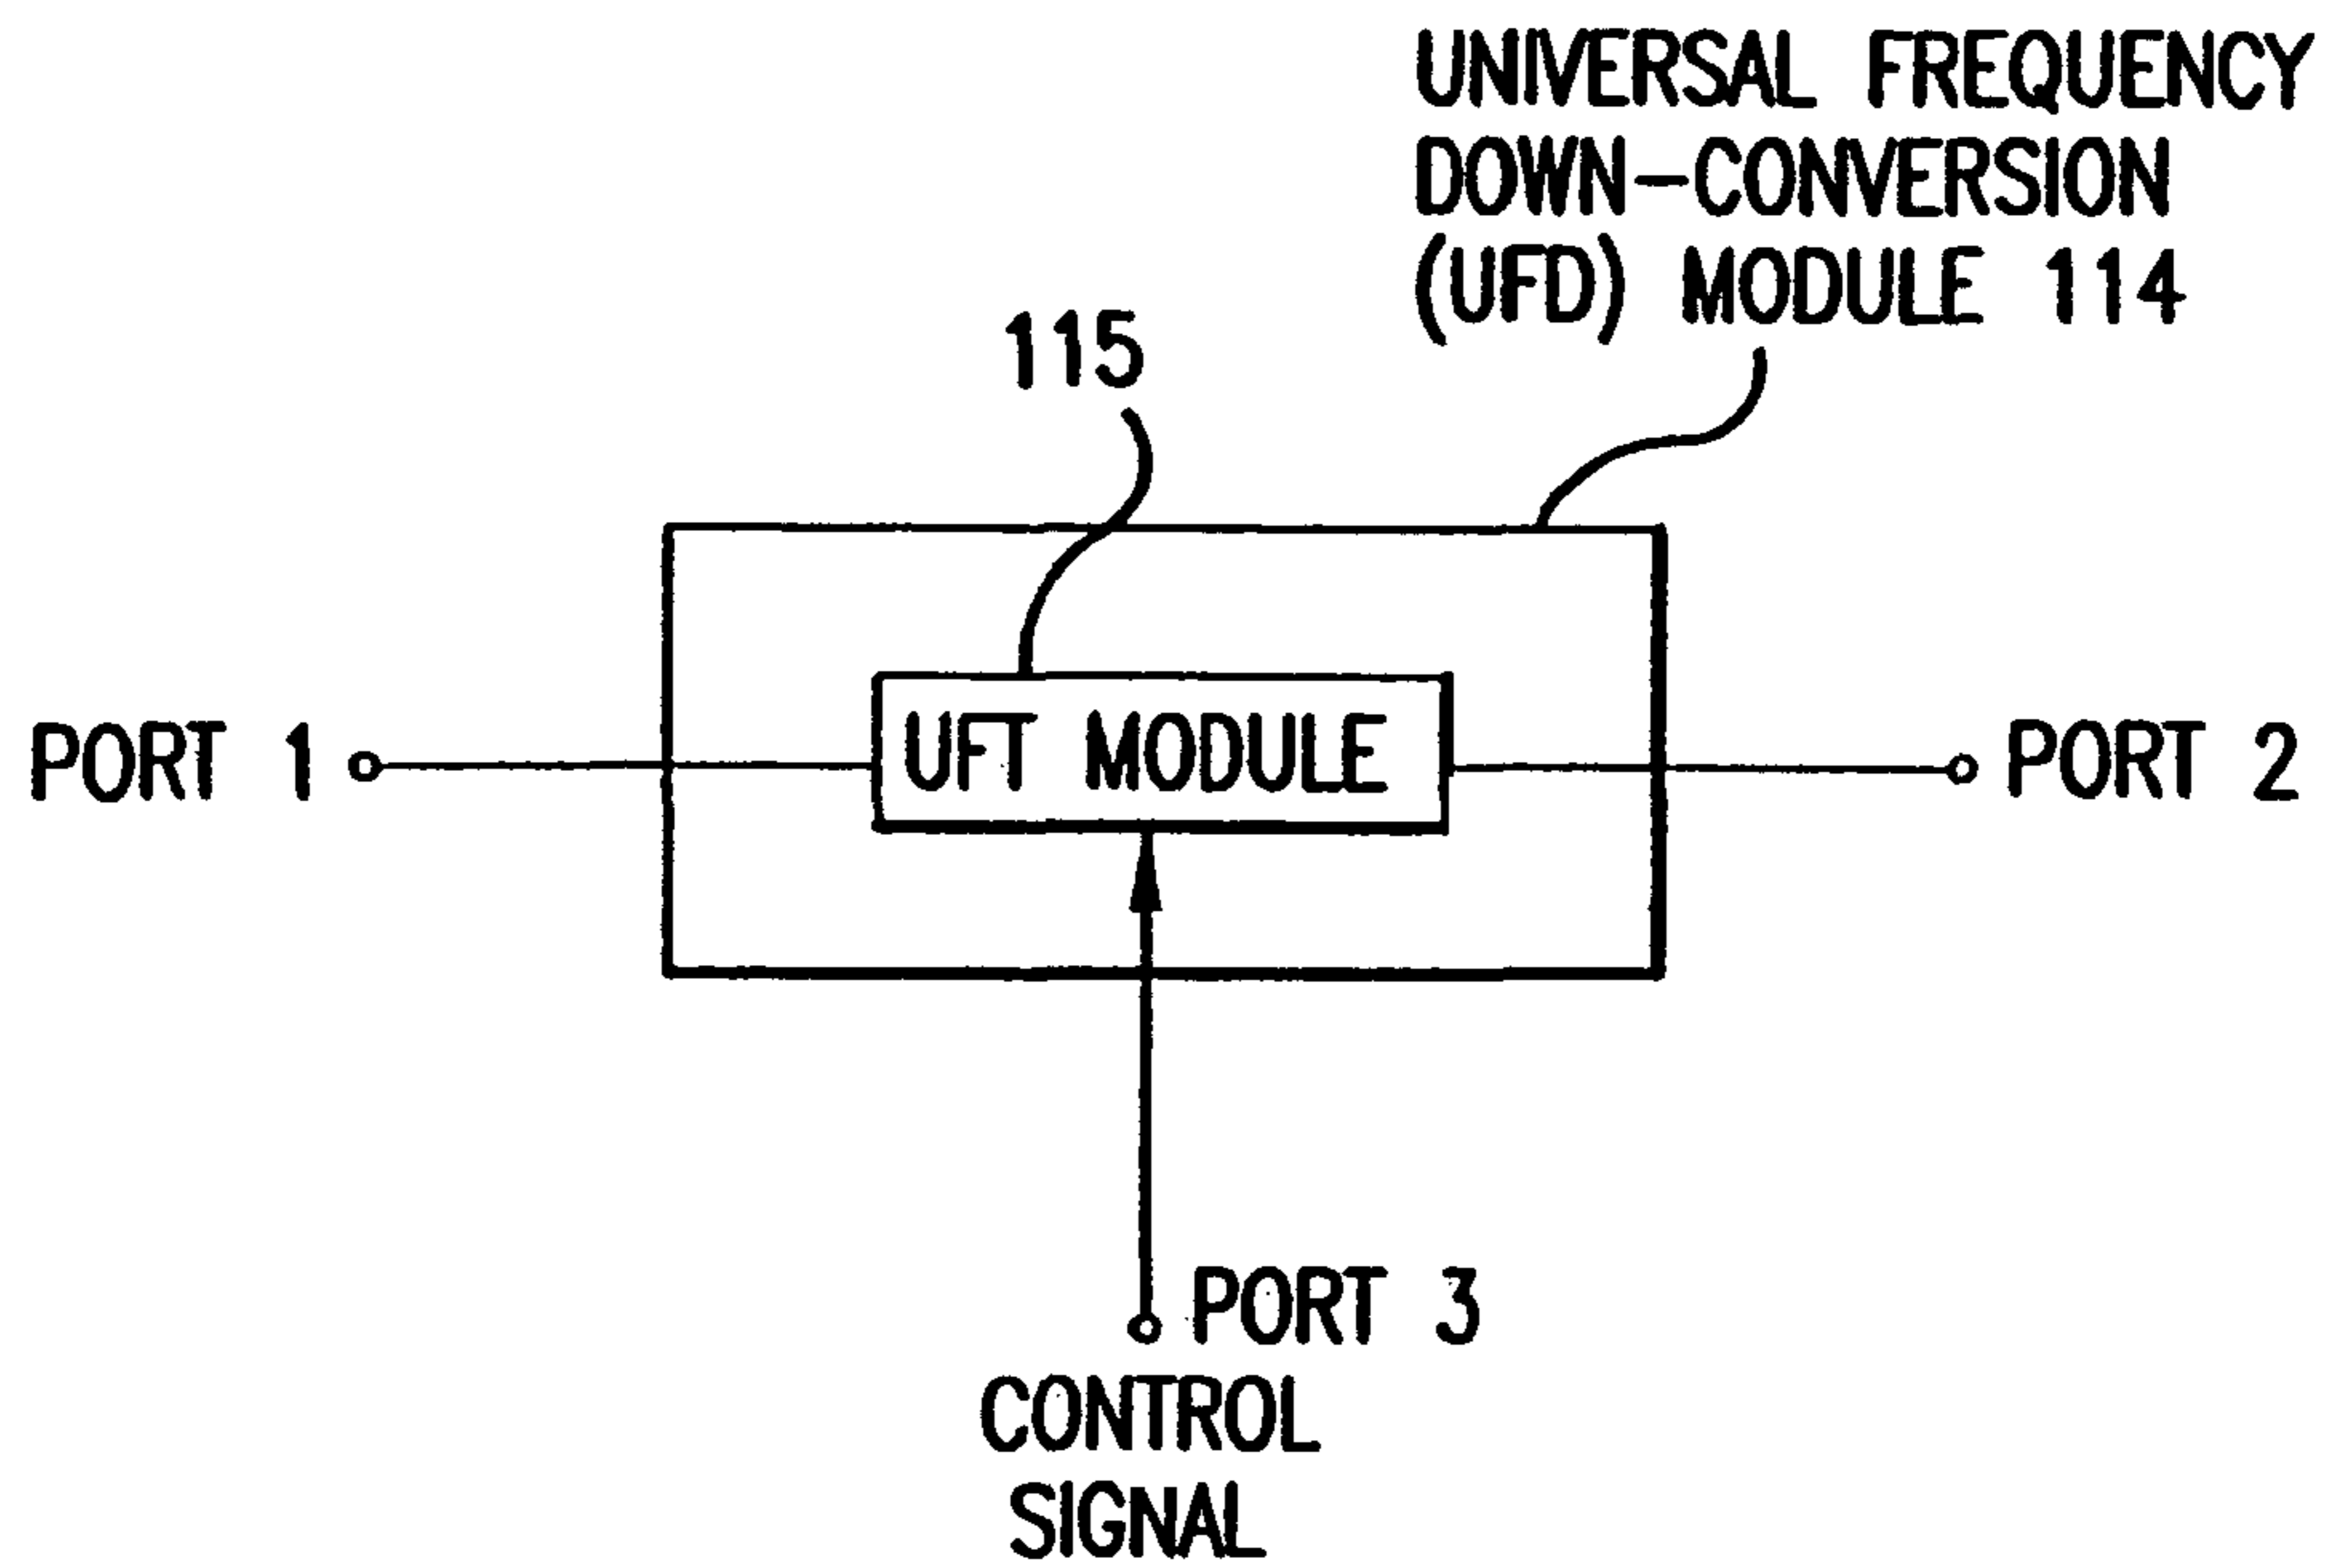 UNIVERSAL FREQUENCY
DOWN-CONVERSION
(UFD) MODULE 114
115
PORT 1
UFT MODULE
PORT 2
PORT 3
CONTROL
SIGNAL